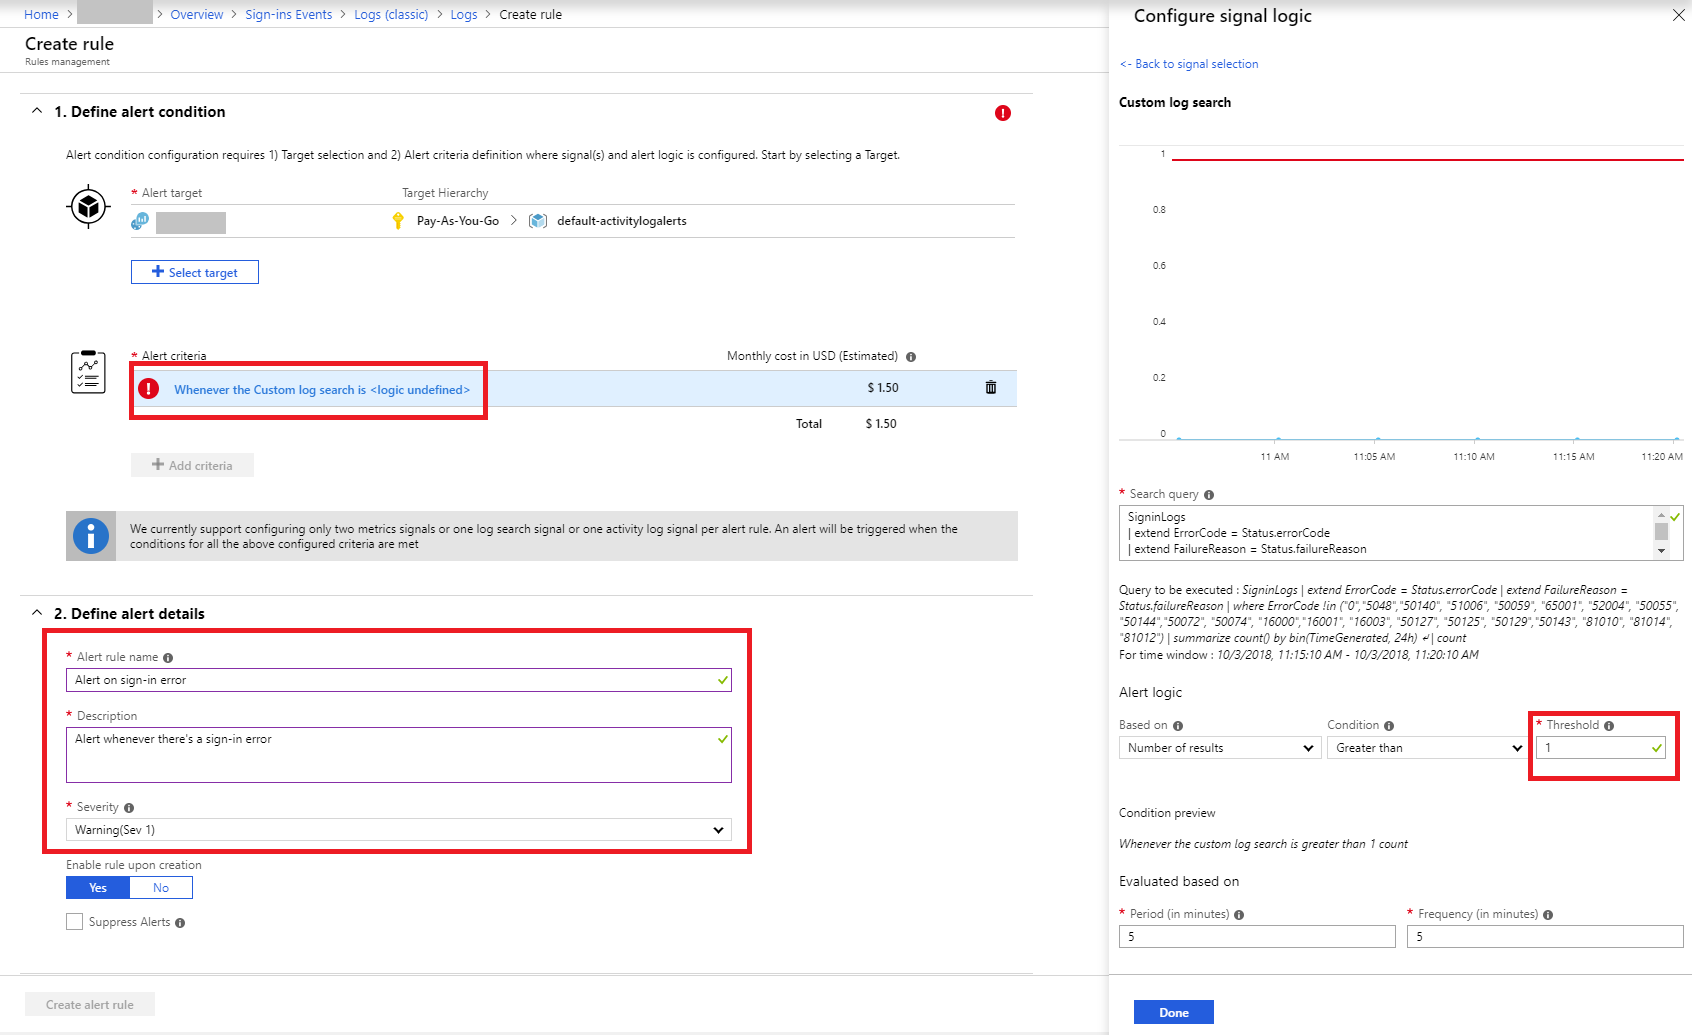 Home > Overview > Sign-ins Events > Logs (classic) > Logs > Create rule
Create rule
Rules management
1. Define alert condition
Alert condition configuration requires 1) Target selection and 2) Alert criteria definition where signal(s) and alert logic is configured. Start by selecting a Target.
* Alert target
Target Hierarchy
Pay-As-You-Go > default-activitylogalerts
+ Select target
* Alert criteria
Monthly cost in USD (Estimated)
Whenever the Custom log search is <logic undefined>
$ 1.50
Total
$ 1.50
+ Add criteria
We currently support configuring only two metrics signals or one log search signal or one activity log signal per alert rule. An alert will be triggered when the
conditions for all the above configured criteria are met
2. Define alert details
* Alert rule name
Alert on sign-in error
* Description
Alert whenever there's a sign-in error
* Severity
Warning(Sev 1)
Enable rule upon creation
Yes
No
Suppress Alerts
Create alert rule
Configure signal logic
<- Back to signal selection
Custom log search
1
0.8
0.6
0.4
0.2
0
11 AM
11:05 AM
11:10 AM
11:15 AM
11:20 AM
* Search query
SigninLogs
| extend ErrorCode = Status.errorCode
| extend FailureReason = Status.failureReason
Query to be executed : SigninLogs | extend ErrorCode = Status.errorCode | extend FailureReason =
Status.failureReason | where ErrorCode !in ("0","5048","50140", "51006", "50059", "65001", "52004", "50055",
"50144","50072", "50074", "16000","16001", "16003", "50127", "50125", "50129","50143", "81010", "81014",
"81012") | summarize count() by bin(TimeGenerated, 24h) ↵| count
For time window : 10/3/2018, 11:15:10 AM - 10/3/2018, 11:20:10 AM
Alert logic
Based on
Condition
* Threshold
Number of results
Greater than
1
Condition preview
Whenever the custom log search is greater than 1 count
Evaluated based on
* Period (in minutes)
* Frequency (in minutes)
5
5
Done